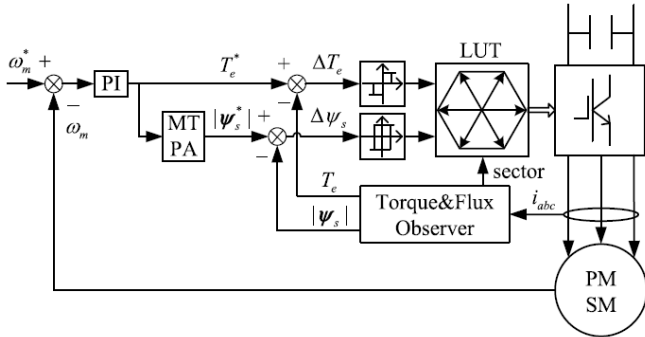 LUT
ω*m +
−
PI
T*e
+
−
ΔTe
ωm
MT
PA
|ψ*s|
+
−
Δψs
sector
Te
|ψs|
Torque&Flux
Observer
iabc
PM
SM